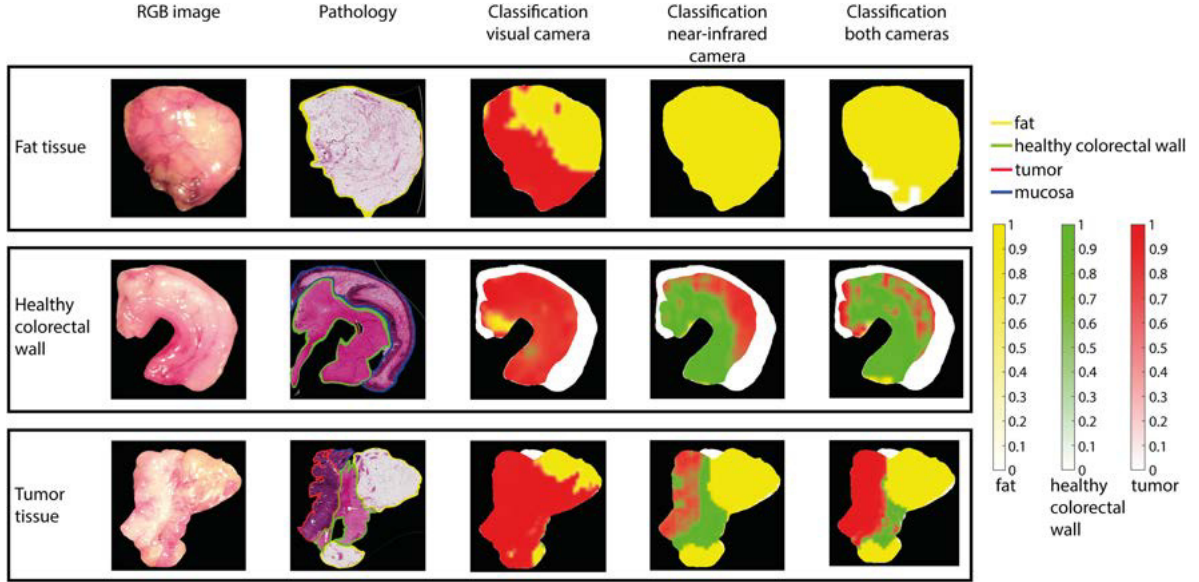 RGB image
Pathology
Classification
visual camera
Classification
near-infrared
camera
Classification
both cameras
Fat tissue
Healthy
colorectal
wall
Tumor
tissue
fat
healthy colorectal wall
tumor
mucosa
1
0.9
0.8
0.7
0.6
0.5
0.4
0.3
0.2
0.1
0
fat
1
0.9
0.8
0.7
0.6
0.5
0.4
0.3
0.2
0.1
0
healthy
colorectal
wall
1
0.9
0.8
0.7
0.6
0.5
0.4
0.3
0.2
0.1
0
tumor